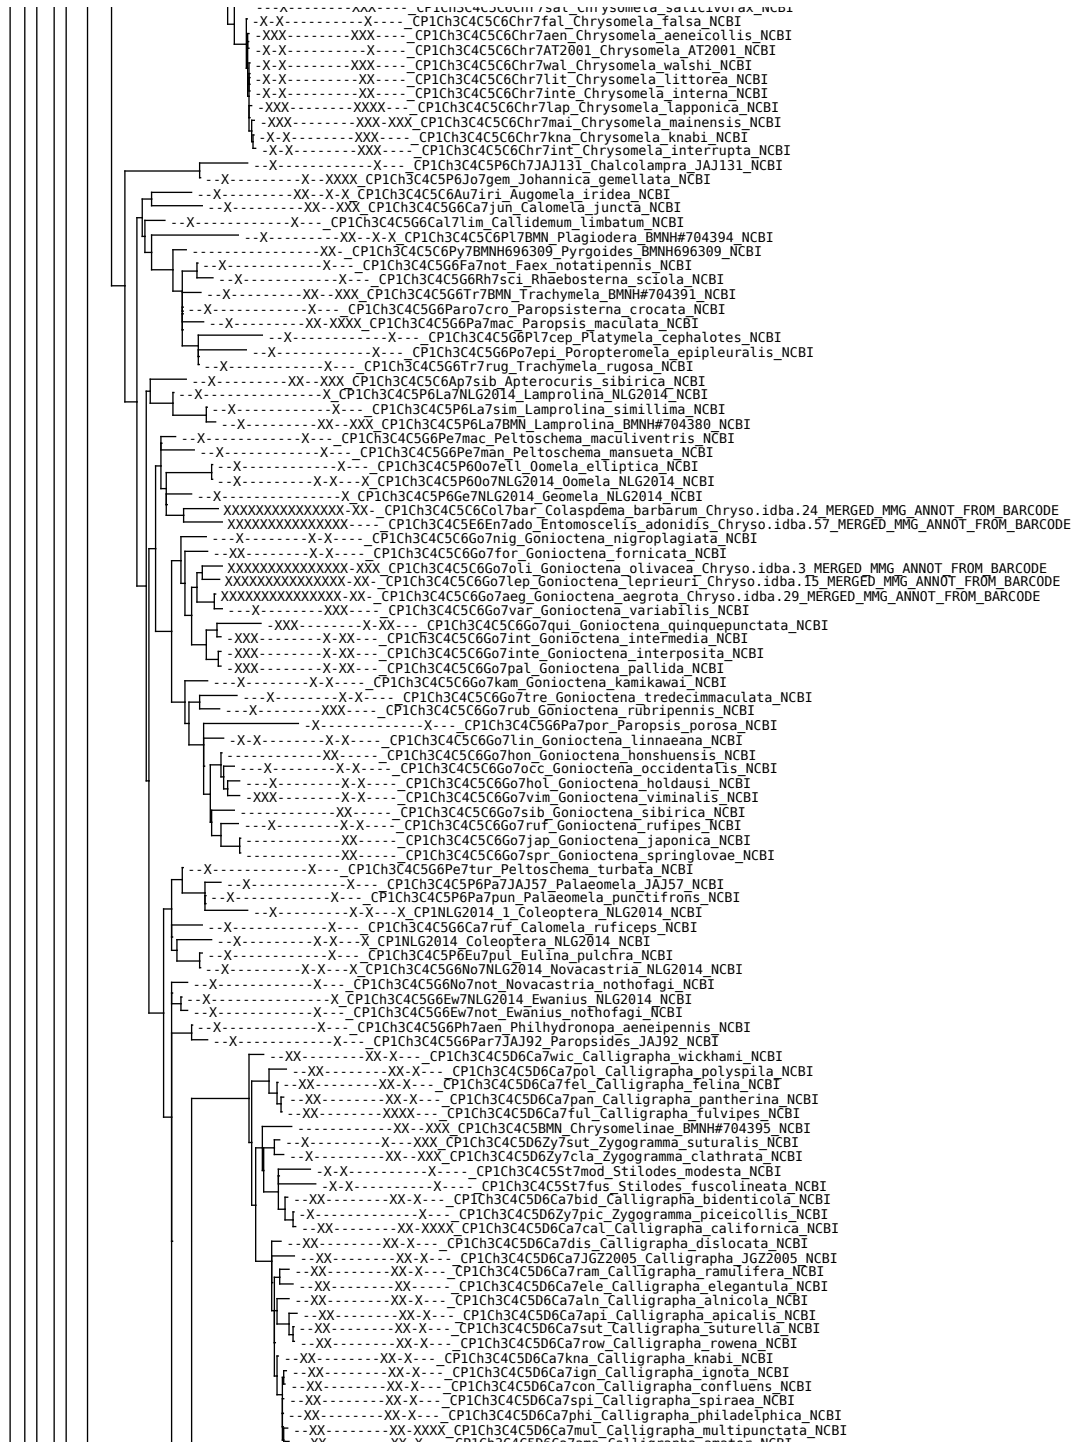 ---X--------XXX----_CP1Ch3C4C5C6Chr7sal_Chrysomela_salicivorax_NCBI
-X-X----------X----_CP1Ch3C4C5C6Chr7fal_Chrysomela_falsa_NCBI
-XXX--------XXX----_CP1Ch3C4C5C6Chr7aen_Chrysomela_aeneicollis_NCBI
-X-X----------X----_CP1Ch3C4C5C6Chr7AT2001_Chrysomela_AT2001_NCBI
-X-X--------XXX----_CP1Ch3C4C5C6Chr7wal_Chrysomela_walshi_NCBI
-X-X---------XX----_CP1Ch3C4C5C6Chr7lit_Chrysomela_littorea_NCBI
-X-X---------XX----_CP1Ch3C4C5C6Chr7inte_Chrysomela_interna_NCBI
-XXX--------XXXX---_CP1Ch3C4C5C6Chr7lap_Chrysomela_lapponica_NCBI
-XXX--------XXX-XXX_CP1Ch3C4C5C6Chr7mai_Chrysomela_mainensis_NCBI
-X-X--------XXX----_CP1Ch3C4C5C6Chr7kna_Chrysomela_knabi_NCBI
-X-X--------XXX----_CP1Ch3C4C5C6Chr7int_Chrysomela_interrupta_NCBI
--X------------X---_CP1Ch3C4C5P6Ch7JAJ131_Chalcolampra_JAJ131_NCBI
--X---------XX--XXXX_CP1Ch3C4C5P6Jo7gem_Johannica_gemellata_NCBI
--X---------XX--X-X_CP1Ch3C4C5C6Au7iri_Augomela_iridea_NCBI
--X---------XX--XXX_CP1Ch3C4C5G6Ca7jun_Calomela_juncta_NCBI
--X------------X---_CP1Ch3C4C5G6Cal7lim_Callidemum_limbatum_NCBI
--X---------XX--X-X_CP1Ch3C4C5C6Pl7BMN_Plagiodera_BMNH#704394_NCBI
----------------XX-_CP1Ch3C4C5C6Py7BMNH696309_Pyrgoides_BMNH696309_NCBI
--X------------X---_CP1Ch3C4C5G6Fa7not_Faex_notatipennis_NCBI
--X------------X---_CP1Ch3C4C5G6Rh7sci_Rhaebosterna_sciola_NCBI
--X---------XX--XXX_CP1Ch3C4C5G6Tr7BMN_Trachymela_BMNH#704391_NCBI
--X------------X---_CP1Ch3C4C5G6Paro7cro_Paropsisterna_crocata_NCBI
--X---------XX-XXXX_CP1Ch3C4C5G6Pa7mac_Paropsis_maculata_NCBI
--X------------X---_CP1Ch3C4C5G6Pl7cep_Platymela_cephalotes_NCBI
--X------------X---_CP1Ch3C4C5G6Po7epi_Poropteromela_epipleuralis_NCBI
--X------------X---_CP1Ch3C4C5G6Tr7rug_Trachymela_rugosa_NCBI
--X---------XX--XXX_CP1Ch3C4C5C6Ap7sib_Apterocuris_sibirica_NCBI
--X---------------X_CP1Ch3C4C5P6La7NLG2014_Lamprolina_NLG2014_NCBI
--X------------X---_CP1Ch3C4C5P6La7sim_Lamprolina_simillima_NCBI
--X---------XX--XXX_CP1Ch3C4C5P6La7BMN_Lamprolina_BMNH#704380_NCBI
--X------------X---_CP1Ch3C4C5G6Pe7mac_Peltoschema_maculiventris_NCBI
--X------------X---_CP1Ch3C4C5G6Pe7man_Peltoschema_mansueta_NCBI
--X------------X---_CP1Ch3C4C5P6Oo7ell_Oomela_elliptica_NCBI
--X---------X-X---X_CP1Ch3C4C5P6Oo7NLG2014_Oomela_NLG2014_NCBI
--X---------------X_CP1Ch3C4C5P6Ge7NLG2014_Geomela_NLG2014_NCBI
XXXXXXXXXXXXXXX-XX-_CP1Ch3C4C5C6Col7bar_Colaspdema_barbarum_Chryso.idba.24_MERGED_MMG_ANNOT_FROM_BARCODE
XXXXXXXXXXXXXXX----_CP1Ch3C4C5E6En7ado_Entomoscelis_adonidis_Chryso.idba.57_MERGED_MMG_ANNOT_FROM_BARCODE
---X--------X-X----_CP1Ch3C4C5C6Go7nig_Gonioctena_nigroplagiata_NCBI
--XX--------X-X----_CP1Ch3C4C5C6Go7for_Gonioctena_fornicata_NCBI
XXXXXXXXXXXXXXX-XXX_CP1Ch3C4C5C6Go7oli_Gonioctena_olivacea_Chryso.idba.3_MERGED_MMG_ANNOT_FROM_BARCODE
XXXXXXXXXXXXXXX-XX-_CP1Ch3C4C5C6Go7lep_Gonioctena_leprieuri_Chryso.idba.15_MERGED_MMG_ANNOT_FROM_BARCODE
XXXXXXXXXXXXXXX-XX-_CP1Ch3C4C5C6Go7aeg_Gonioctena_aegrota_Chryso.idba.29_MERGED_MMG_ANNOT_FROM_BARCODE
---X--------XXX----_CP1Ch3C4C5C6Go7var_Gonioctena_variabilis_NCBI
-XXX--------X-XX---_CP1Ch3C4C5C6Go7qui_Gonioctena_quinquepunctata_NCBI
-XXX--------X-XX---_CP1Ch3C4C5C6Go7int_Gonioctena_intermedia_NCBI
-XXX--------X-XX---_CP1Ch3C4C5C6Go7inte_Gonioctena_interposita_NCBI
-XXX--------X-XX---_CP1Ch3C4C5C6Go7pal_Gonioctena_pallida_NCBI
---X--------X-X----_CP1Ch3C4C5C6Go7kam_Gonioctena_kamikawai_NCBI
---X--------X-X----_CP1Ch3C4C5C6Go7tre_Gonioctena_tredecimmaculata_NCBI
---X--------XXX----_CP1Ch3C4C5C6Go7rub_Gonioctena_rubripennis_NCBI
-X-------------X---_CP1Ch3C4C5G6Pa7por_Paropsis_porosa_NCBI
-X-X--------X-X----_CP1Ch3C4C5C6Go7lin_Gonioctena_linnaeana_NCBI
------------XX-----_CP1Ch3C4C5C6Go7hon_Gonioctena_honshuensis_NCBI
---X--------X-X----_CP1Ch3C4C5C6Go7occ_Gonioctena_occidentalis_NCBI
---X--------X-X----_CP1Ch3C4C5C6Go7hol_Gonioctena_holdausi_NCBI
-XXX--------X-X----_CP1Ch3C4C5C6Go7vim_Gonioctena_viminalis_NCBI
------------XX-----_CP1Ch3C4C5C6Go7sib_Gonioctena_sibirica_NCBI
---X--------X-X----_CP1Ch3C4C5C6Go7ruf_Gonioctena_rufipes_NCBI
------------XX-----_CP1Ch3C4C5C6Go7jap_Gonioctena_japonica_NCBI
------------XX-----_CP1Ch3C4C5C6Go7spr_Gonioctena_springlovae_NCBI
--X------------X---_CP1Ch3C4C5G6Pe7tur_Peltoschema_turbata_NCBI
--X------------X---_CP1Ch3C4C5P6Pa7JAJ57_Palaeomela_JAJ57_NCBI
--X------------X---_CP1Ch3C4C5P6Pa7pun_Palaeomela_punctifrons_NCBI
--X---------X-X---X_CP1NLG2014_1_Coleoptera_NLG2014_NCBI
--X------------X---_CP1Ch3C4C5G6Ca7ruf_Calomela_ruficeps_NCBI
--X---------X-X---X_CP1NLG2014_Coleoptera_NLG2014_NCBI
--X------------X---_CP1Ch3C4C5P6Eu7pul_Eulina_pulchra_NCBI
--X---------X-X---X_CP1Ch3C4C5G6No7NLG2014_Novacastria_NLG2014_NCBI
--X------------X---_CP1Ch3C4C5G6No7not_Novacastria_nothofagi_NCBI
--X---------------X_CP1Ch3C4C5G6Ew7NLG2014_Ewanius_NLG2014_NCBI
--X------------X---_CP1Ch3C4C5G6Ew7not_Ewanius_nothofagi_NCBI
--X------------X---_CP1Ch3C4C5G6Ph7aen_Philhydronopa_aeneipennis_NCBI
--X------------X---_CP1Ch3C4C5G6Par7JAJ92_Paropsides_JAJ92_NCBI
--XX--------XX-X---_CP1Ch3C4C5D6Ca7wic_Calligrapha_wickhami_NCBI
--XX--------XX-X---_CP1Ch3C4C5D6Ca7pol_Calligrapha_polyspila_NCBI
--XX--------XX-X---_CP1Ch3C4C5D6Ca7fel_Calligrapha_felina_NCBI
--XX--------XX-X---_CP1Ch3C4C5D6Ca7pan_Calligrapha_pantherina_NCBI
--XX--------XXXX---_CP1Ch3C4C5D6Ca7ful_Calligrapha_fulvipes_NCBI
------------XX--XXX_CP1Ch3C4C5BMN_Chrysomelinae_BMNH#704395_NCBI
--X---------X---XXX_CP1Ch3C4C5D6Zy7sut_Zygogramma_suturalis_NCBI
--X---------XX--XXX_CP1Ch3C4C5D6Zy7cla_Zygogramma_clathrata_NCBI
-X-X----------X----_CP1Ch3C4C5St7mod_Stilodes_modesta_NCBI
-X-X----------X----_CP1Ch3C4C5St7fus_Stilodes_fuscolineata_NCBI
--XX--------XX-X---_CP1Ch3C4C5D6Ca7bid_Calligrapha_bidenticola_NCBI
-X-------------X---_CP1Ch3C4C5D6Zy7pic_Zygogramma_piceicollis_NCBI
--XX--------XX-XXXX_CP1Ch3C4C5D6Ca7cal_Calligrapha_californica_NCBI
--XX--------XX-X---_CP1Ch3C4C5D6Ca7dis_Calligrapha_dislocata_NCBI
--XX--------XX-X---_CP1Ch3C4C5D6Ca7JGZ2005_Calligrapha_JGZ2005_NCBI
--XX--------XX-X---_CP1Ch3C4C5D6Ca7ram_Calligrapha_ramulifera_NCBI
--XX--------XX-----_CP1Ch3C4C5D6Ca7ele_Calligrapha_elegantula_NCBI
--XX--------XX-X---_CP1Ch3C4C5D6Ca7aln_Calligrapha_alnicola_NCBI
--XX--------XX-X---_CP1Ch3C4C5D6Ca7api_Calligrapha_apicalis_NCBI
--XX--------XX-X---_CP1Ch3C4C5D6Ca7sut_Calligrapha_suturella_NCBI
--XX--------XX-X---_CP1Ch3C4C5D6Ca7row_Calligrapha_rowena_NCBI
--XX--------XX-X---_CP1Ch3C4C5D6Ca7kna_Calligrapha_knabi_NCBI
--XX--------XX-X---_CP1Ch3C4C5D6Ca7ign_Calligrapha_ignota_NCBI
--XX--------XX-X---_CP1Ch3C4C5D6Ca7con_Calligrapha_confluens_NCBI
--XX--------XX-X---_CP1Ch3C4C5D6Ca7spi_Calligrapha_spiraea_NCBI
--XX--------XX-X---_CP1Ch3C4C5D6Ca7phi_Calligrapha_philadelphica_NCBI
--XX--------XX-XXXX_CP1Ch3C4C5D6Ca7mul_Calligrapha_multipunctata_NCBI